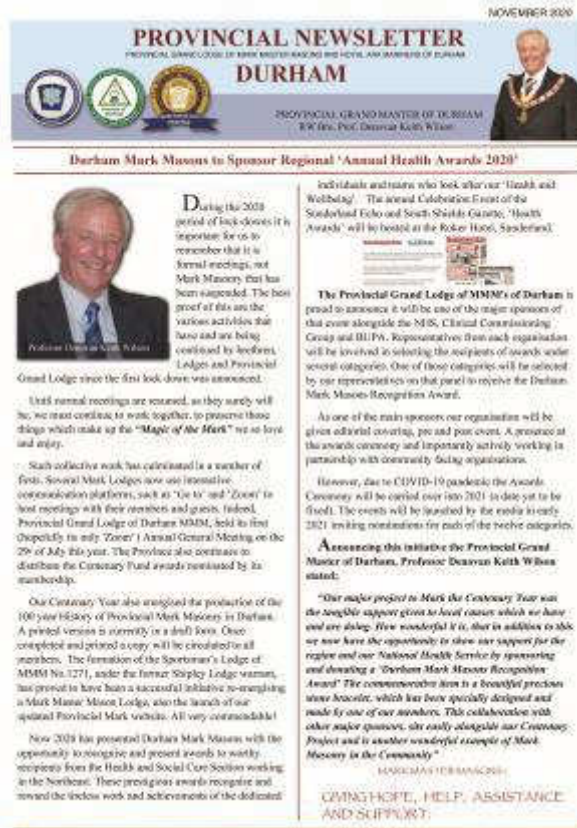 NOVEMBER 2020
PROVINCIAL NEWSLETTER
PROVINCIAL GRAND LODGE OF MARK MASTER MASONS AND ROYAL ARK MARINERS OF DURHAM
DURHAM
PROVINCIAL GRAND MASTER OF DURHAM
R.W.Bro. Prof. Donovan Keith Wilson
Durham Mark Masons to Sponsor Regional 'Annual Health Awards 2020'
Professor Donovan Keith Wilson
During the 2020
period of lock-downs it is
important for us to
remember that it is
formal meetings, not
Mark Masonry that has
been suspended. The best
proof of this are the
various activities that
have and are being
continued by brethren,
Lodges and Provincial
Grand Lodge since the first lock down was announced.
Until normal meetings are resumed, as they surely will
be, we must continue to work together, to preserve those
things which make up the "Magic of the Mark" we so love
and enjoy.
Such collective work has culminated in a number of
firsts. Several Mark Lodges now use interactive
communication platforms, such as 'Go to' and 'Zoom' to
host meetings with their members and guests. Indeed,
Provincial Grand Lodge of Durham MMM, held its first
(hopefully its only 'Zoom') Annual General Meeting on the
29th of July this year. The Province also continues to
distribute the Centenary Fund awards nominated by its
membership.
Our Centenary Year also energised the production of the
100 year History of Provincial Mark Masonry in Durham.
A printed version is currently in a draft form. Once
completed and printed a copy will be circulated to all
members. The formation of the Sportsman's Lodge of
MMM No.1271, under the former Shipley Lodge warrant,
has proved to have been a successful initiative re-energising
a Mark Master Mason Lodge, also the launch of our
updated Provincial Mark website. All very commendable!
Now 2020 has presented Durham Mark Masons with the
opportunity to recognise and present awards to worthy
recipients from the Health and Social Care Section working
in the Northeast. These prestigious awards recognise and
reward the tireless work and achievements of the dedicated
individuals and teams who look after our 'Health and
Wellbeing'. The annual Celebration Event of the
Sunderland Echo and South Shields Gazette, 'Health
Awards' will be hosted at the Roker Hotel, Sunderland.
The Provincial Grand Lodge of MMM's of Durham is
proud to announce it will be one of the major sponsors of
that event alongside the NHS, Clinical Commissioning
Group and BUPA. Representatives from each organisation
will be involved in selecting the recipients of awards under
several categories. One of those categories will be selected
by our representatives on that panel to receive the Durham
Mark Masons Recognition Award.
As one of the main sponsors our organisation will be
given editorial covering, pre and post event. A presence at
the awards ceremony and importantly actively working in
partnership with community facing organisations.
However, due to COVID-19 pandemic the Awards
Ceremony will be carried over into 2021 (a date yet to be
fixed). The events will be launched by the media in early
2021 inviting nominations for each of the twelve categories.
Announcing this initiative the Provincial Grand
Master of Durham, Professor Donovan Keith Wilson
stated;
"Our major project to Mark the Centenary Year was
the tangible support given to local causes which we have
and are doing. How wonderful it is, that in addition to this
we now have the opportunity to show our support for the
region and our National Health Service by sponsoring
and donating a 'Durham Mark Masons Recognition
Award' The commemorative item is a beautiful precious
stone bracelet, which has been specially designed and
made by one of our members. This collaboration with
other major sponsors, sits easily alongside our Centenary
Project and is another wonderful example of Mark
Masonry in the Community"
MARK MASTER MASONS:
GIVING HOPE, HELP, ASSISTANCE
AND SUPPORT.